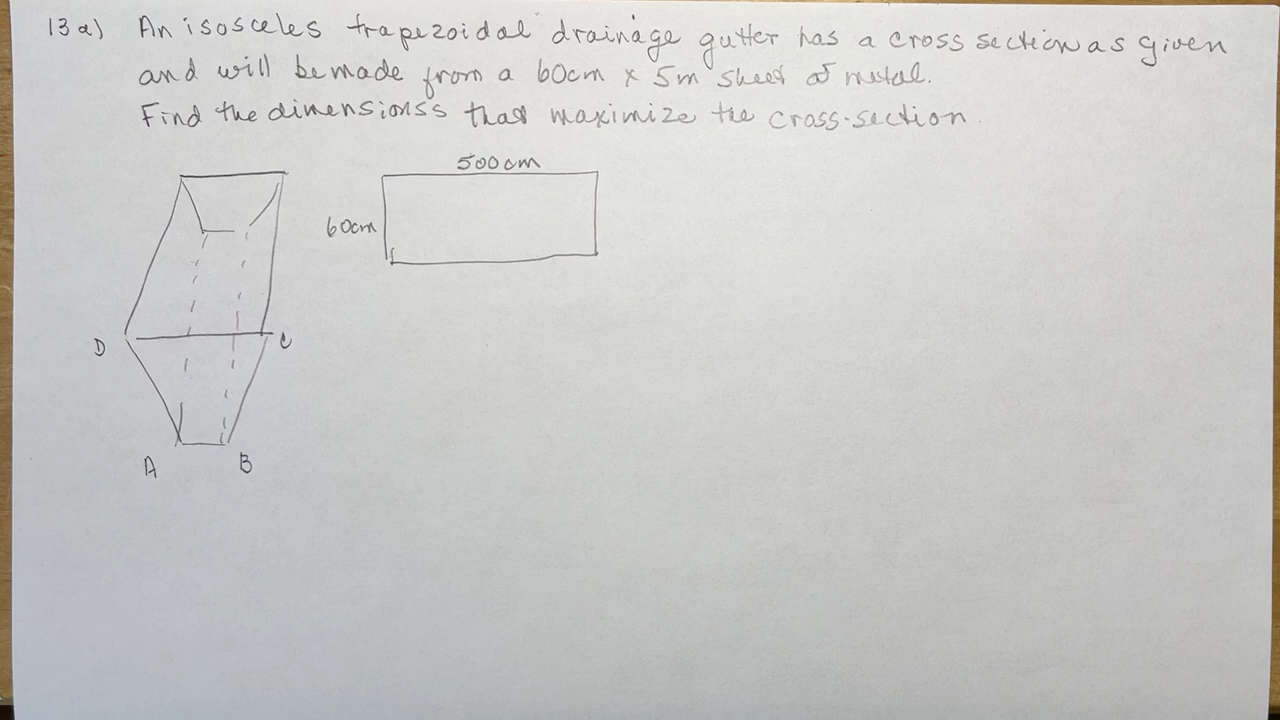 13a) An isosceles trapezoidal drainage gutter has a cross section as given
and will be made from a 60cm x 5m sheet of metal.
Find the dimensionss that maximize the cross-section.
500cm
60cm
D
C
A
B